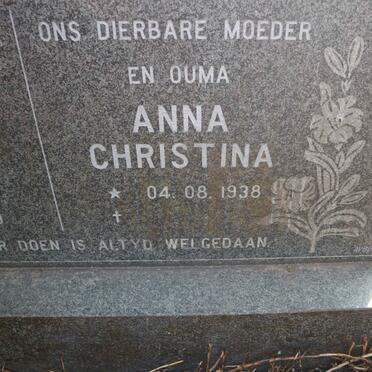 ONS DIERBARE MOEDER
EN OUMA
ANNA
CHRISTINA
★ 04. 08. 1938
†
R DOEN IS ALTYD WELGEDAAN.